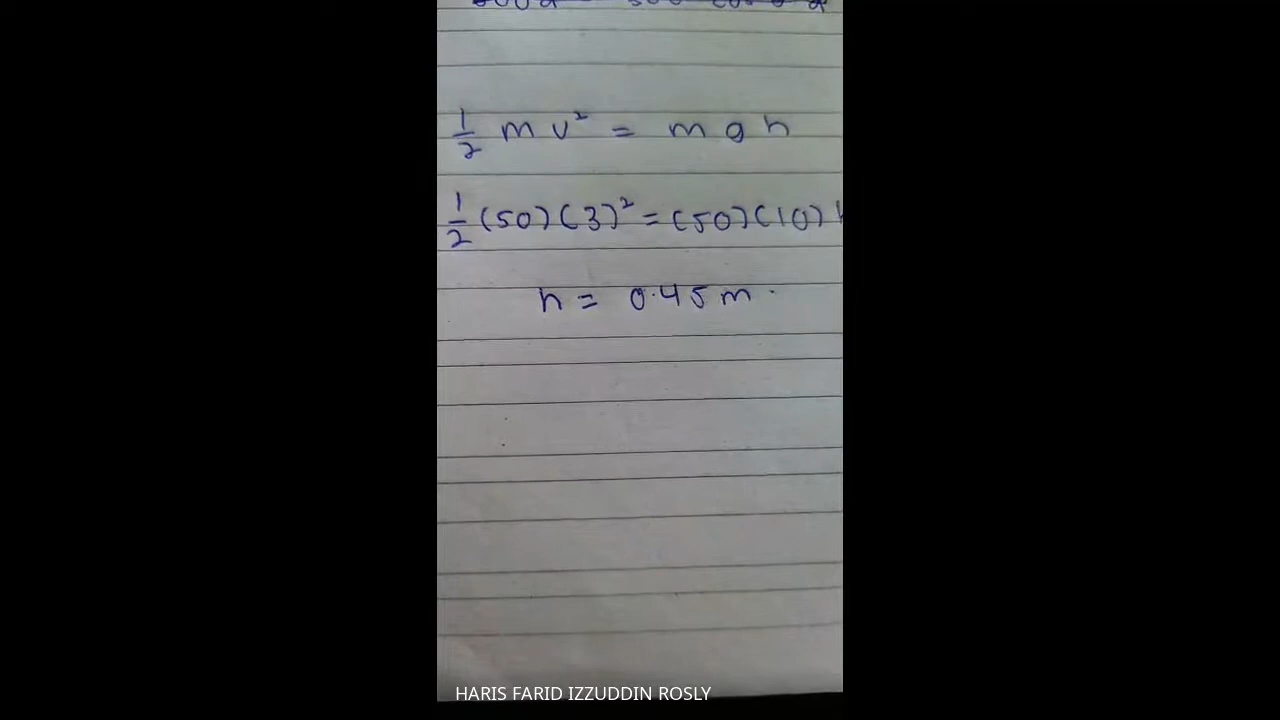 ½ m v² = m g h
½ (50) (3)² = (50) (10) h
h = 0.45 m .
HARIS FARID IZZUDDIN ROSLY